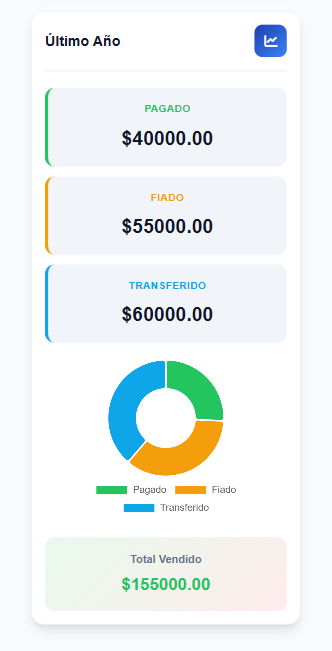 Último Año
PAGADO
$40000.00
FIADO
$55000.00
TRANSFERIDO
$60000.00
Pagado Fiado
Transferido
Total Vendido
$155000.00